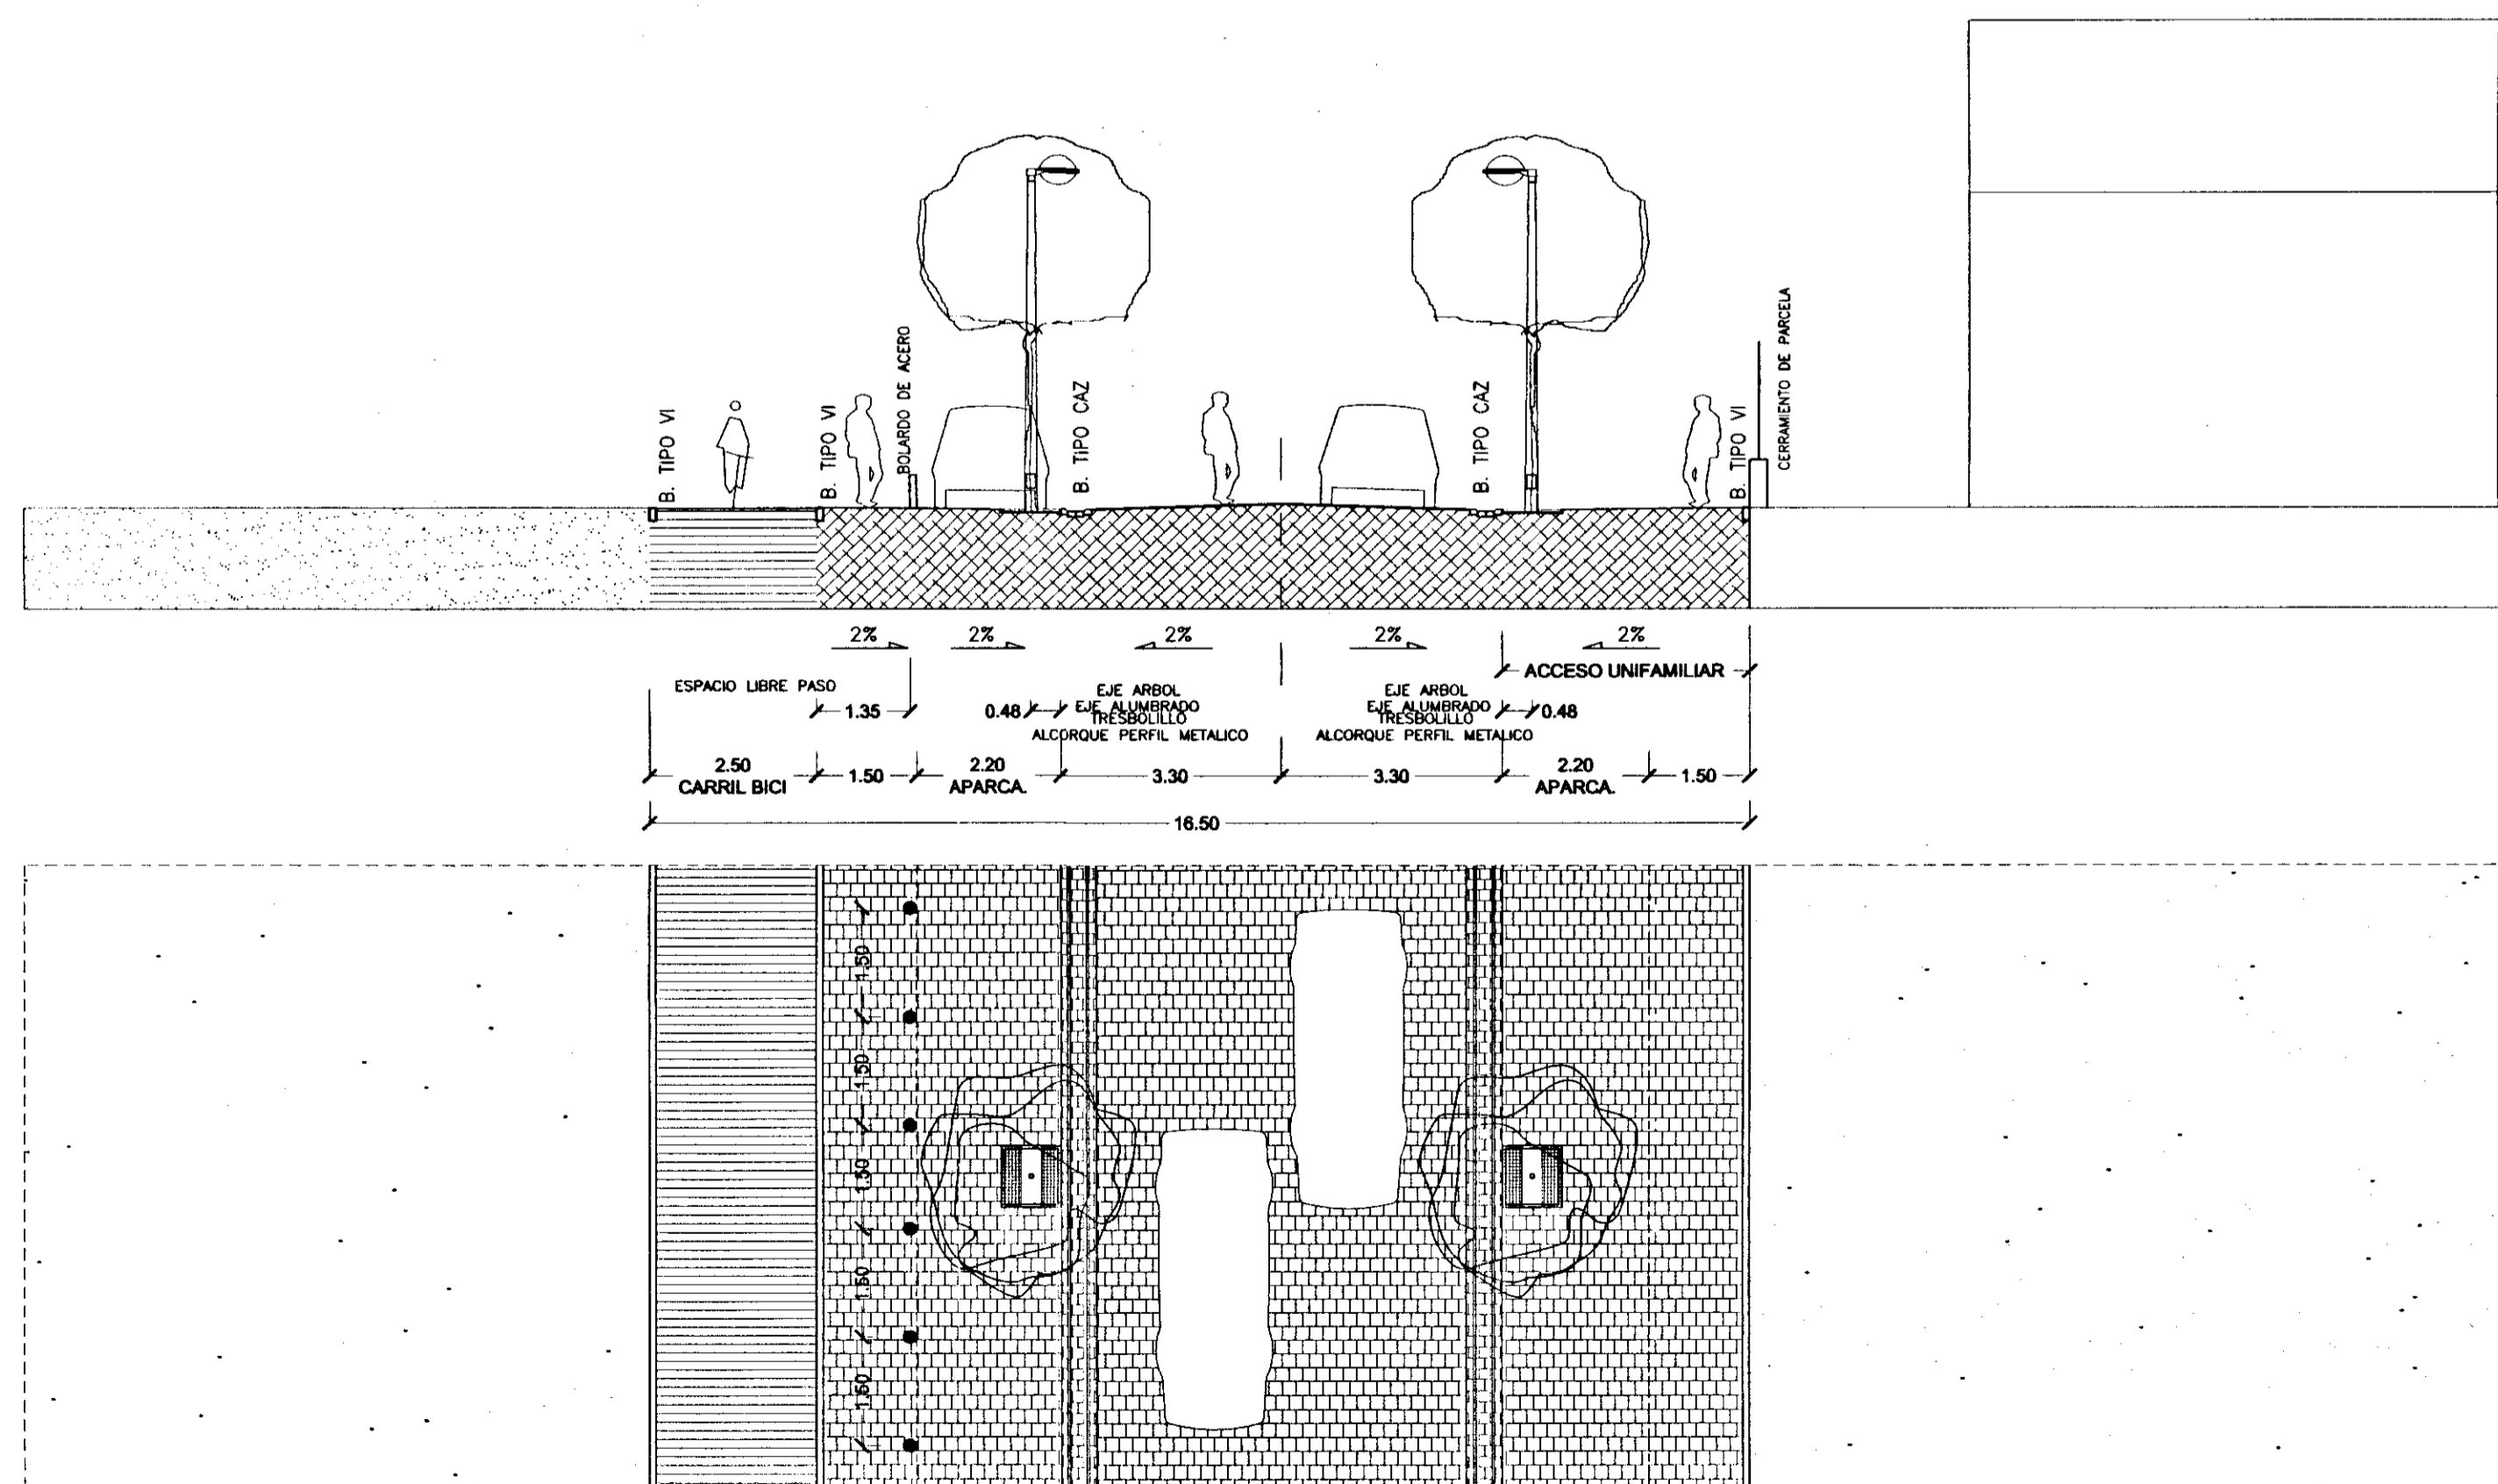 CERRAMIENTO DE PARCELA
BOLARDO DE ACERO
B. TIPO VI
B. TIPO VI
B. TIPO CAZ
B. TIPO CAZ
B. TIPO VI
2% 2% 2% 2% 2%
ACCESO UNIFAMILIAR
ESPACIO LIBRE PASO
1.35
0.48
EJE ARBOL
EJE ALUMBRADO
TRESBOLILLO
ALCORQUE PERFIL METALICO
EJE ARBOL
EJE ALUMBRADO
TRESBOLILLO
ALCORQUE PERFIL METALICO
0.48
2.50
CARRIL BICI
1.50
2.20
APARCA.
3.30
3.30
2.20
APARCA.
1.50
16.50
1.50
1.50
1.50
1.50
1.50